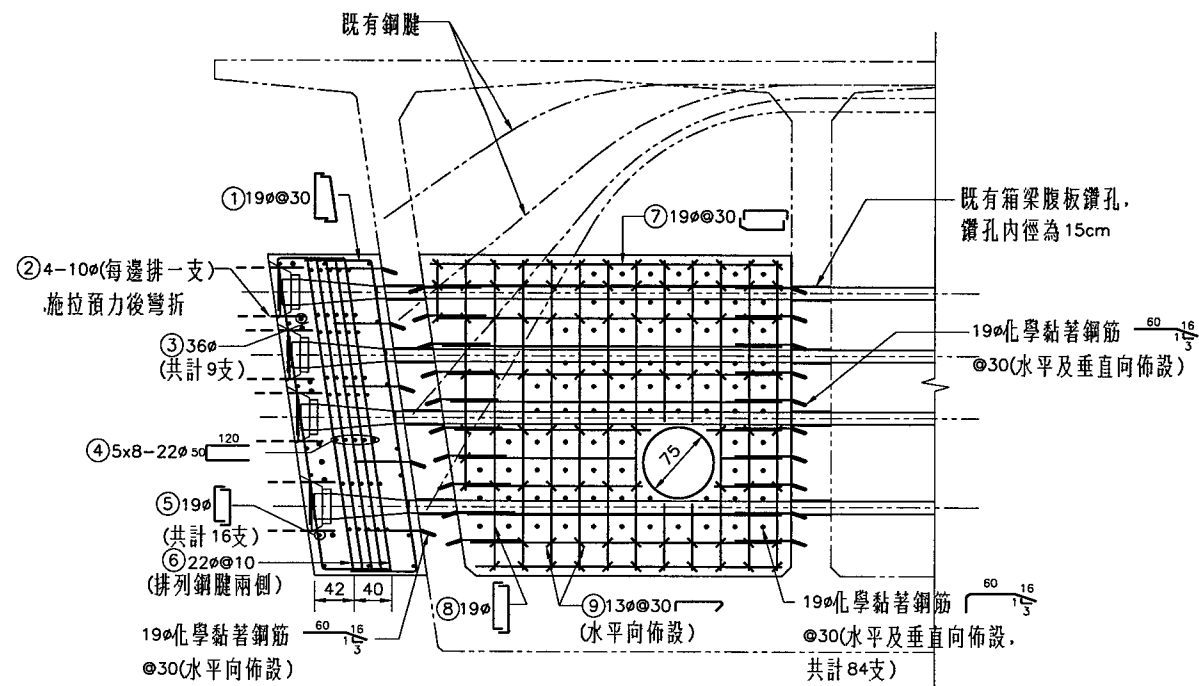 既有鋼腱
①19ø@30
⑦19ø@30
既有箱梁腹板鑽孔，
鑽孔內徑為15cm
②4-10ø(每邊排一支)
施拉預力後彎折
③36ø
(共計9支)
19ø化學黏著鋼筋 60 16 1 3
@30(水平及垂直向佈設)
120
④5x8-22ø 50
75
⑤19ø
(共計16支)
⑥22ø@10
(排列鋼腱兩側)
42 40
⑧19ø
⑨13ø@30
(水平向佈設)
19ø化學黏著鋼筋 60 16 1 3
@30(水平向佈設)
19ø化學黏著鋼筋 60 16 1 3
@30(水平及垂直向佈設，
共計84支)